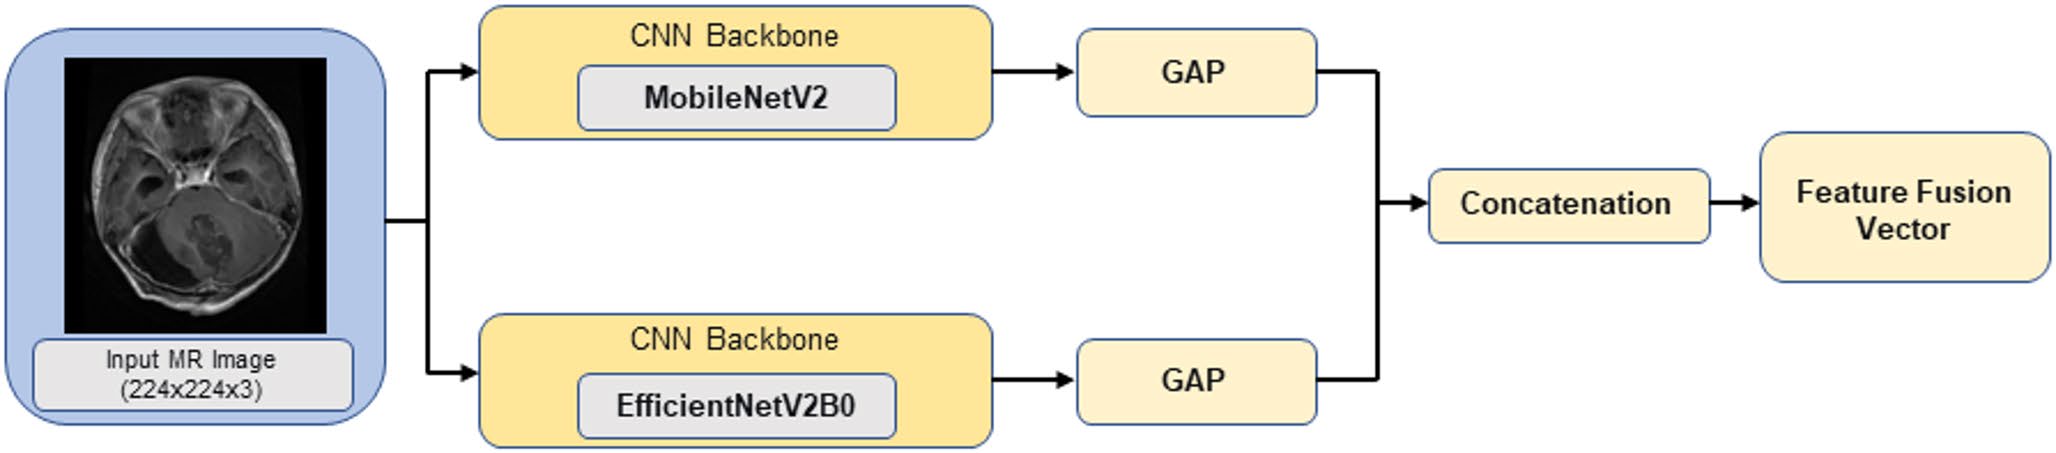 Input MR Image
(224x224x3)
CNN Backbone
MobileNetV2
GAP
CNN Backbone
EfficientNetV2B0
GAP
Concatenation
Feature Fusion
Vector